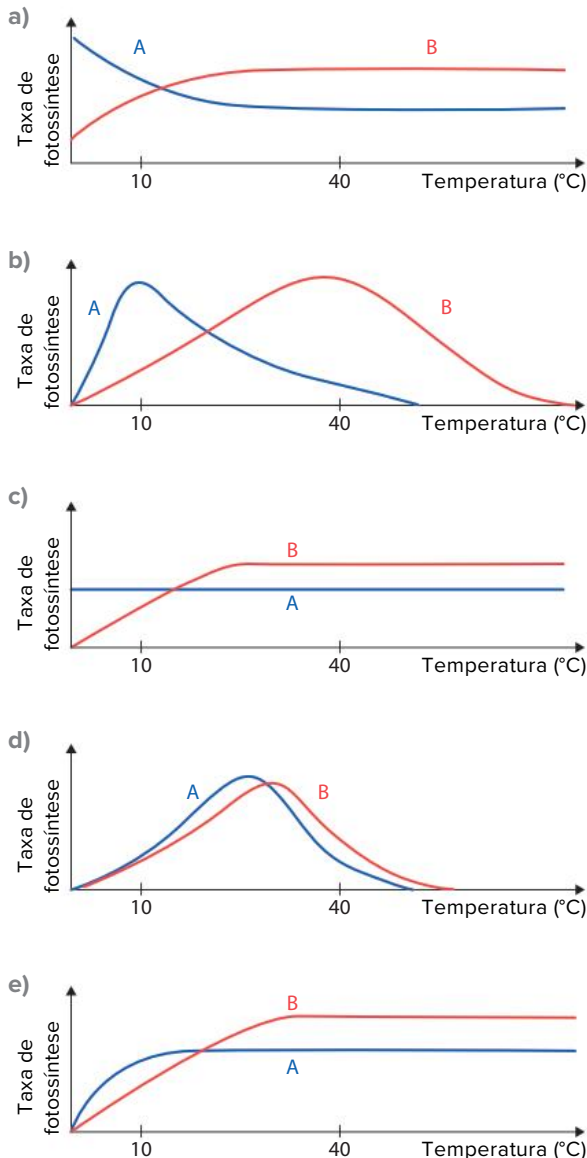 a)
Taxa de
fotossíntese
A
B
10
40
Temperatura (°C)
b)
Taxa de
fotossíntese
A
B
10
40
Temperatura (°C)
c)
Taxa de
fotossíntese
B
A
10
40
Temperatura (°C)
d)
Taxa de
fotossíntese
A
B
10
40
Temperatura (°C)
e)
Taxa de
fotossíntese
B
A
10
40
Temperatura (°C)